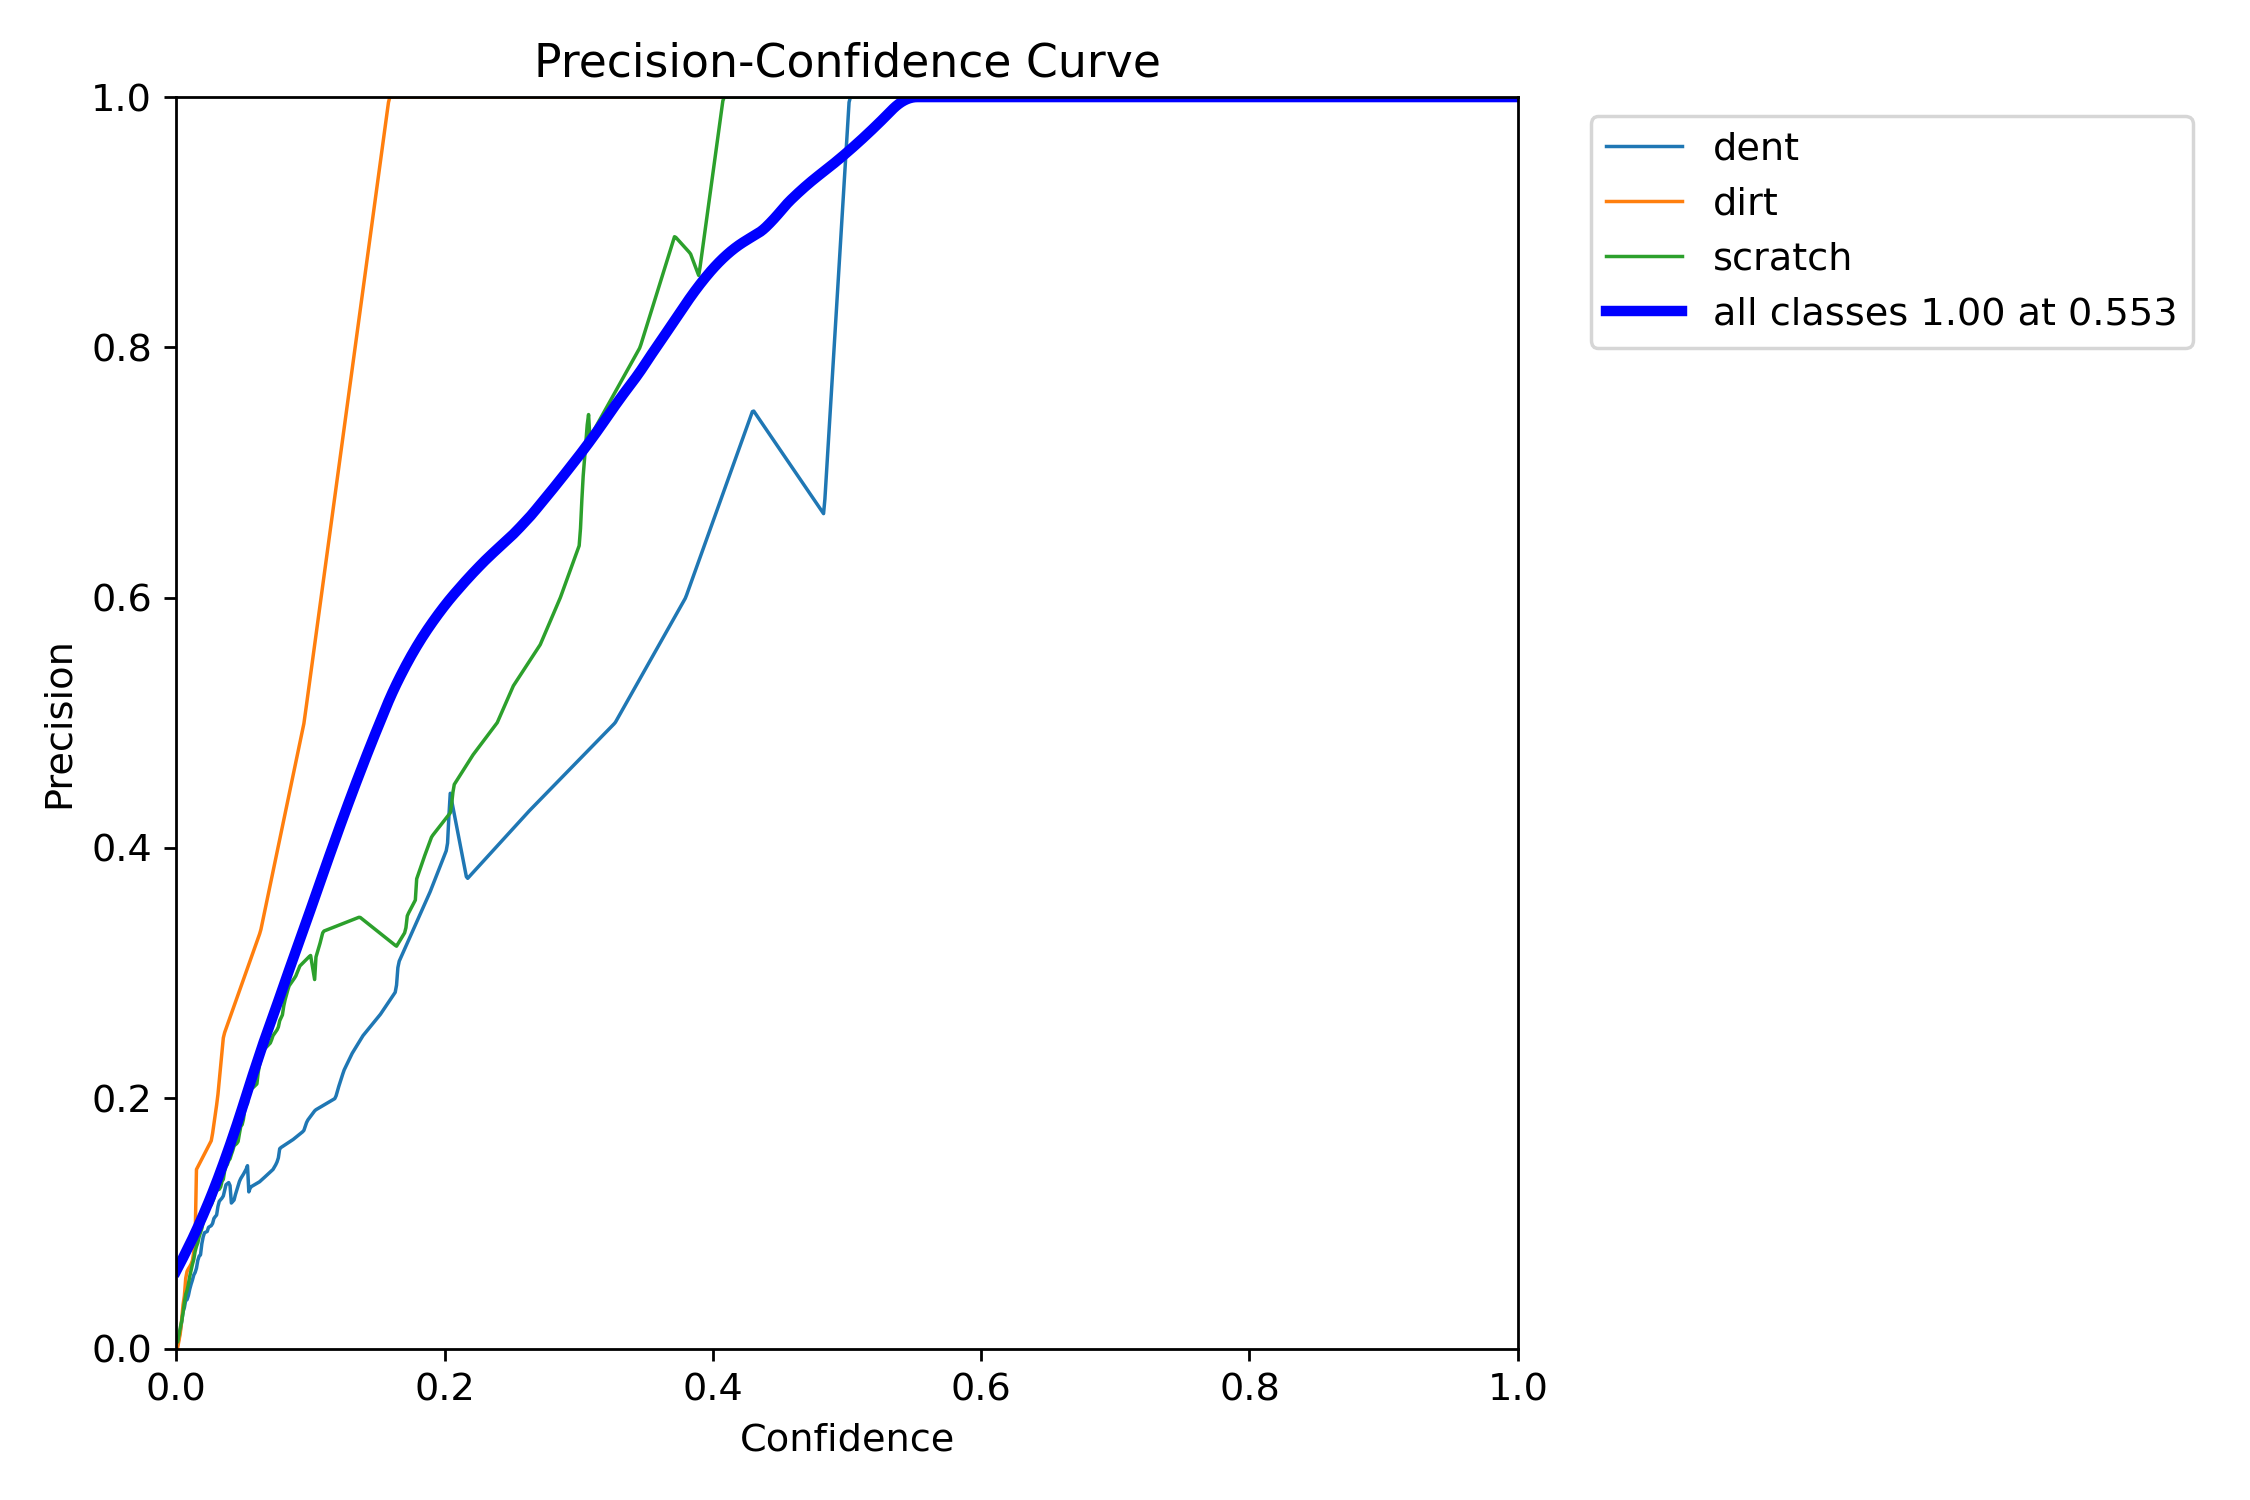 Precision-Confidence Curve
1.0
0.8
0.6
0.4
0.2
0.0
Precision
0.0 0.2 0.4 0.6 0.8 1.0
Confidence
dent
dirt
scratch
all classes 1.00 at 0.553